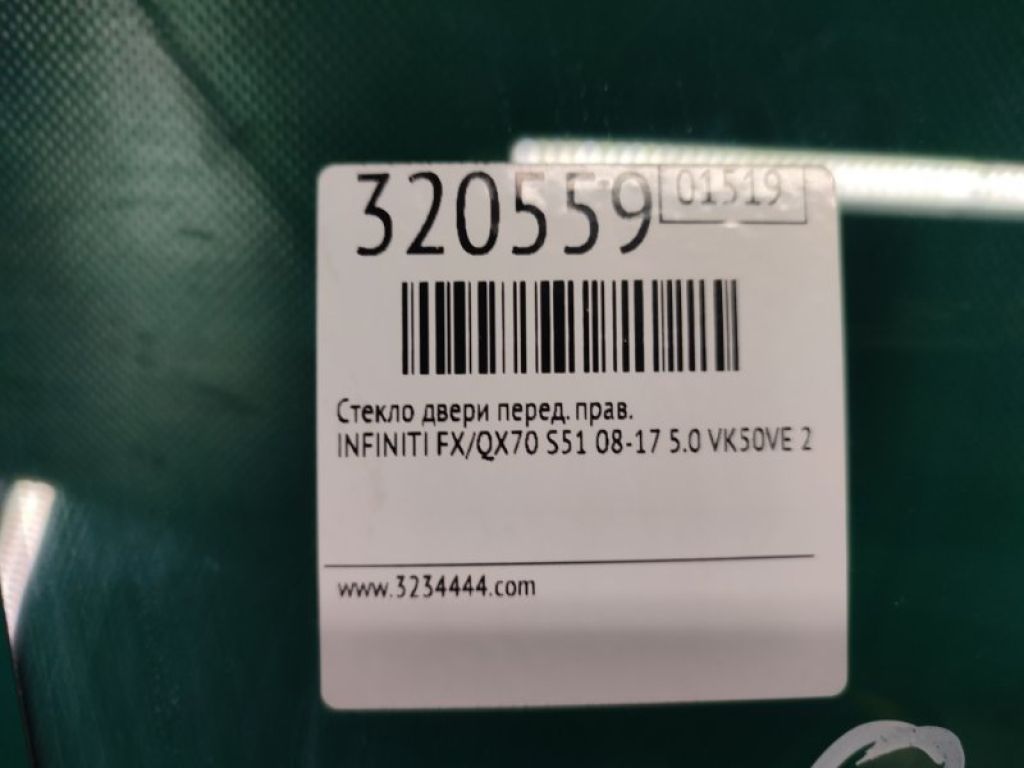 320559 01519
Стекло двери перед. прав.
INFINITI FX/QX70 S51 08-17 5.0 VK50VE 2
www.3234444.com